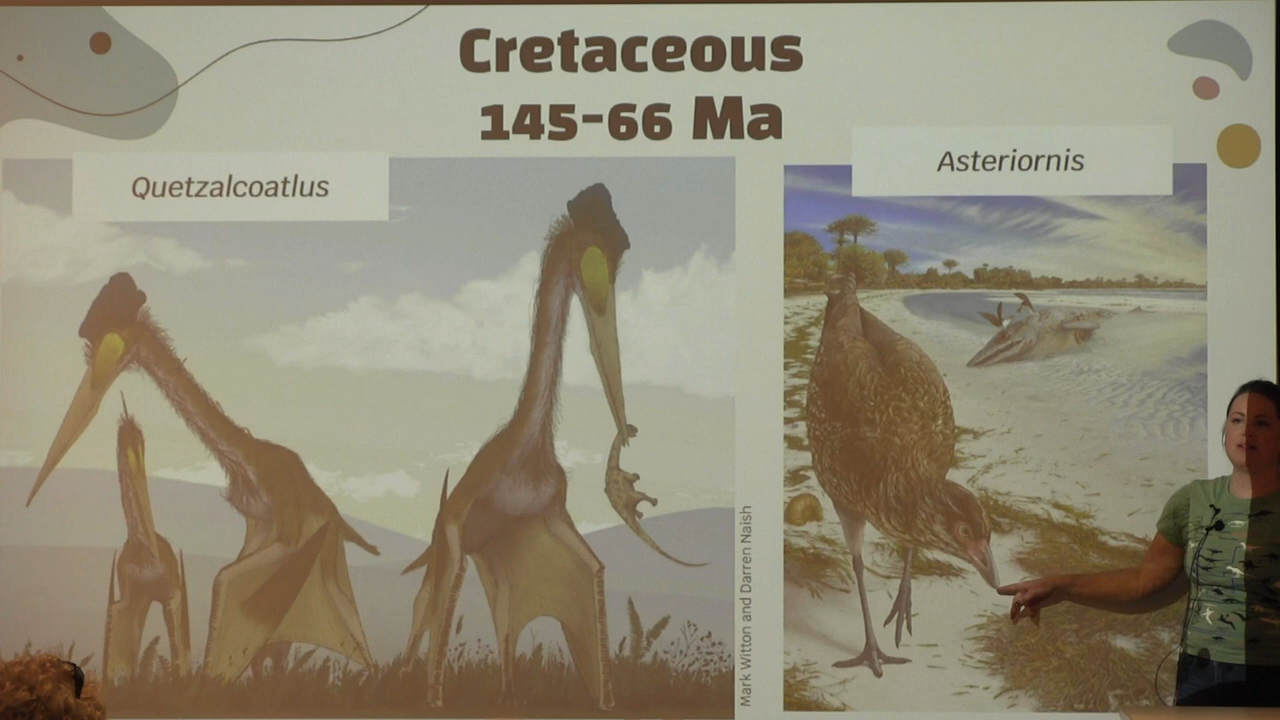 Cretaceous
145-66 Ma
Quetzalcoatlus
Asteriornis
Mark Witton and Darren Naish